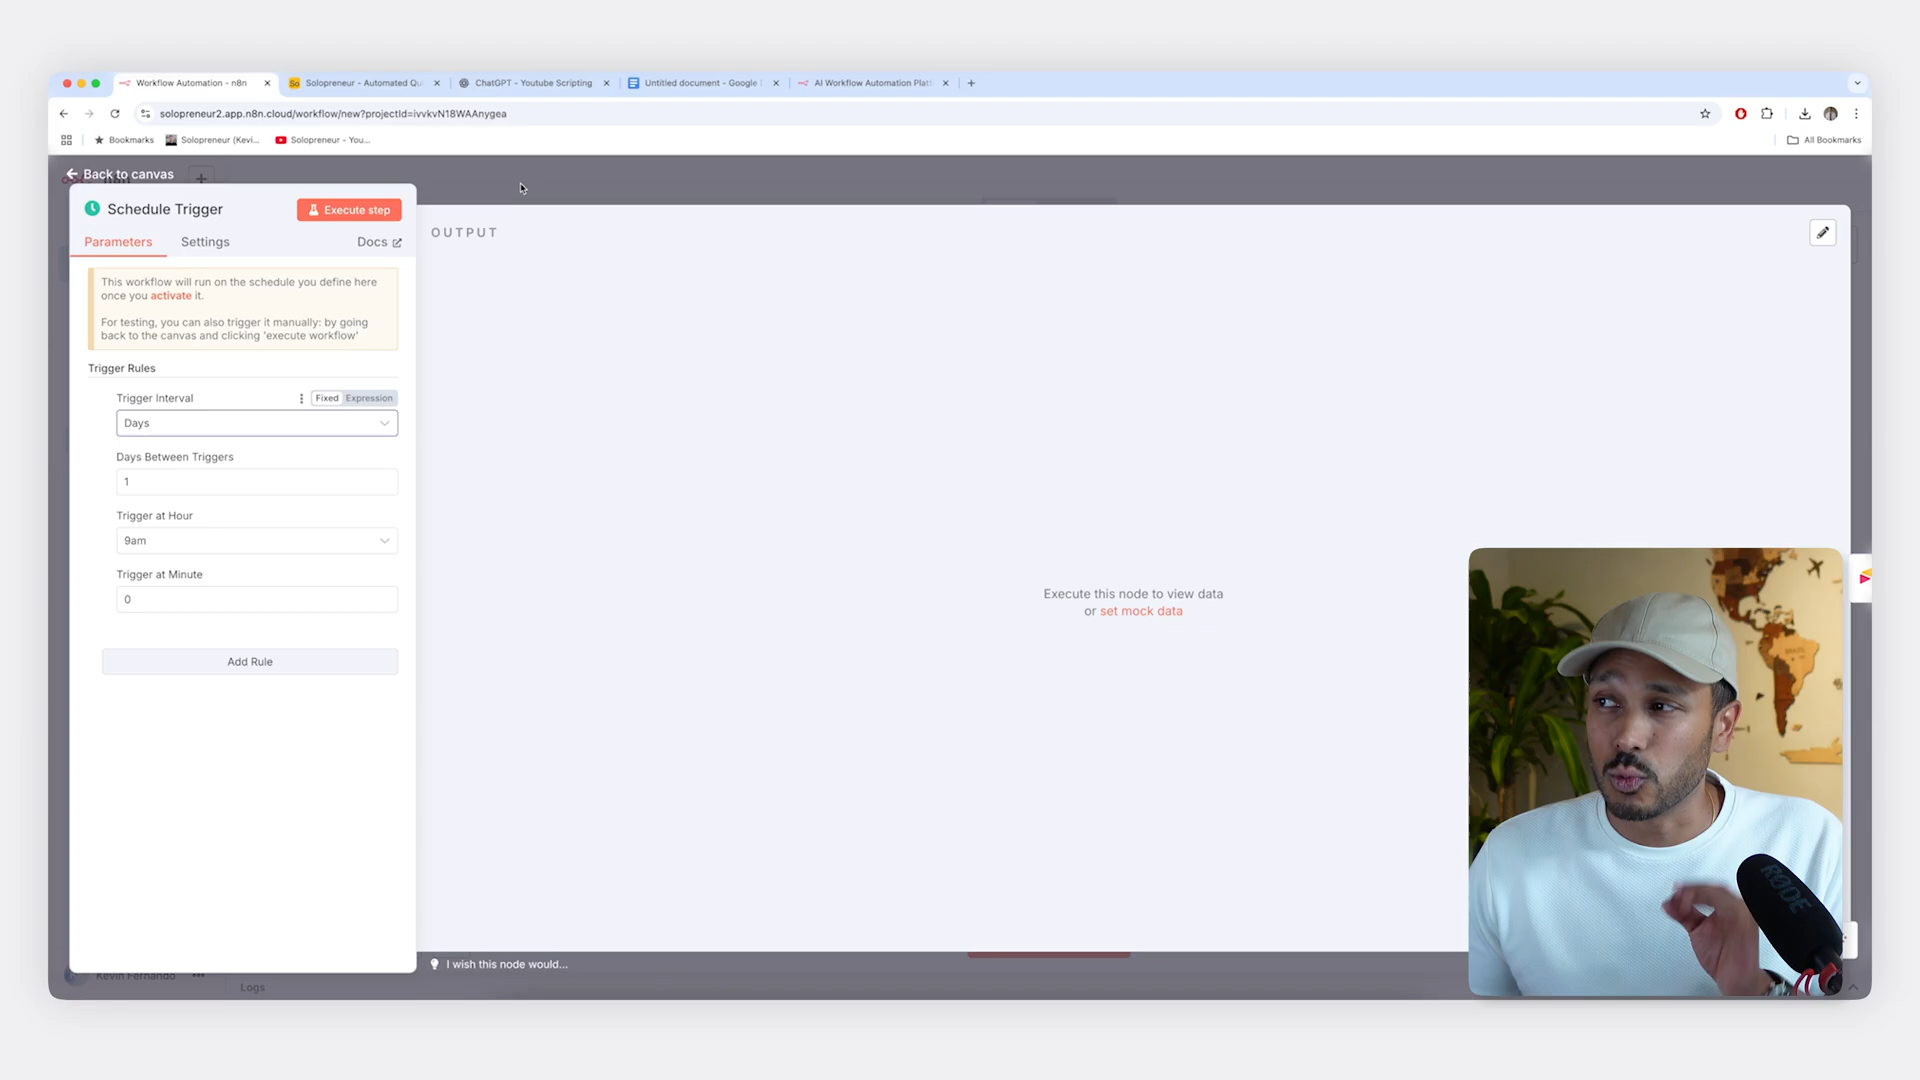 Workflow Automation - n8n
Solopreneur - Automated Qu
ChatGPT - Youtube Scripting
Untitled document - Google D
AI Workflow Automation Platf
solopreneur2.app.n8n.cloud/workflow/new?projectId=ivvkvN18WAAnygea
Bookmarks
Solopreneur (Kevi...
Solopreneur - You...
All Bookmarks
Back to canvas
Schedule Trigger
Execute step
Parameters
Settings
Docs
This workflow will run on the schedule you define here
once you activate it.
For testing, you can also trigger it manually: by going
back to the canvas and clicking 'execute workflow'
Trigger Rules
Trigger Interval
Fixed
Expression
Days
Days Between Triggers
1
Trigger at Hour
9am
Trigger at Minute
0
Add Rule
OUTPUT
Execute this node to view data
or set mock data
I wish this node would...
Kevin Fernando
Logs
RØDE